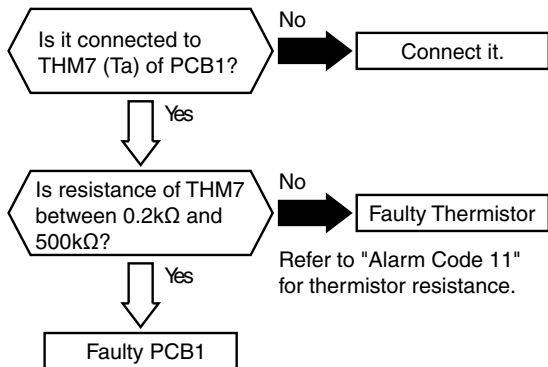 Is it connected to
THM7 (Ta) of PCB1?
No
Connect it.
Yes
Is resistance of THM7
between 0.2kΩ and
500kΩ?
No
Faulty Thermistor
Refer to "Alarm Code 11"
for thermistor resistance.
Yes
Faulty PCB1